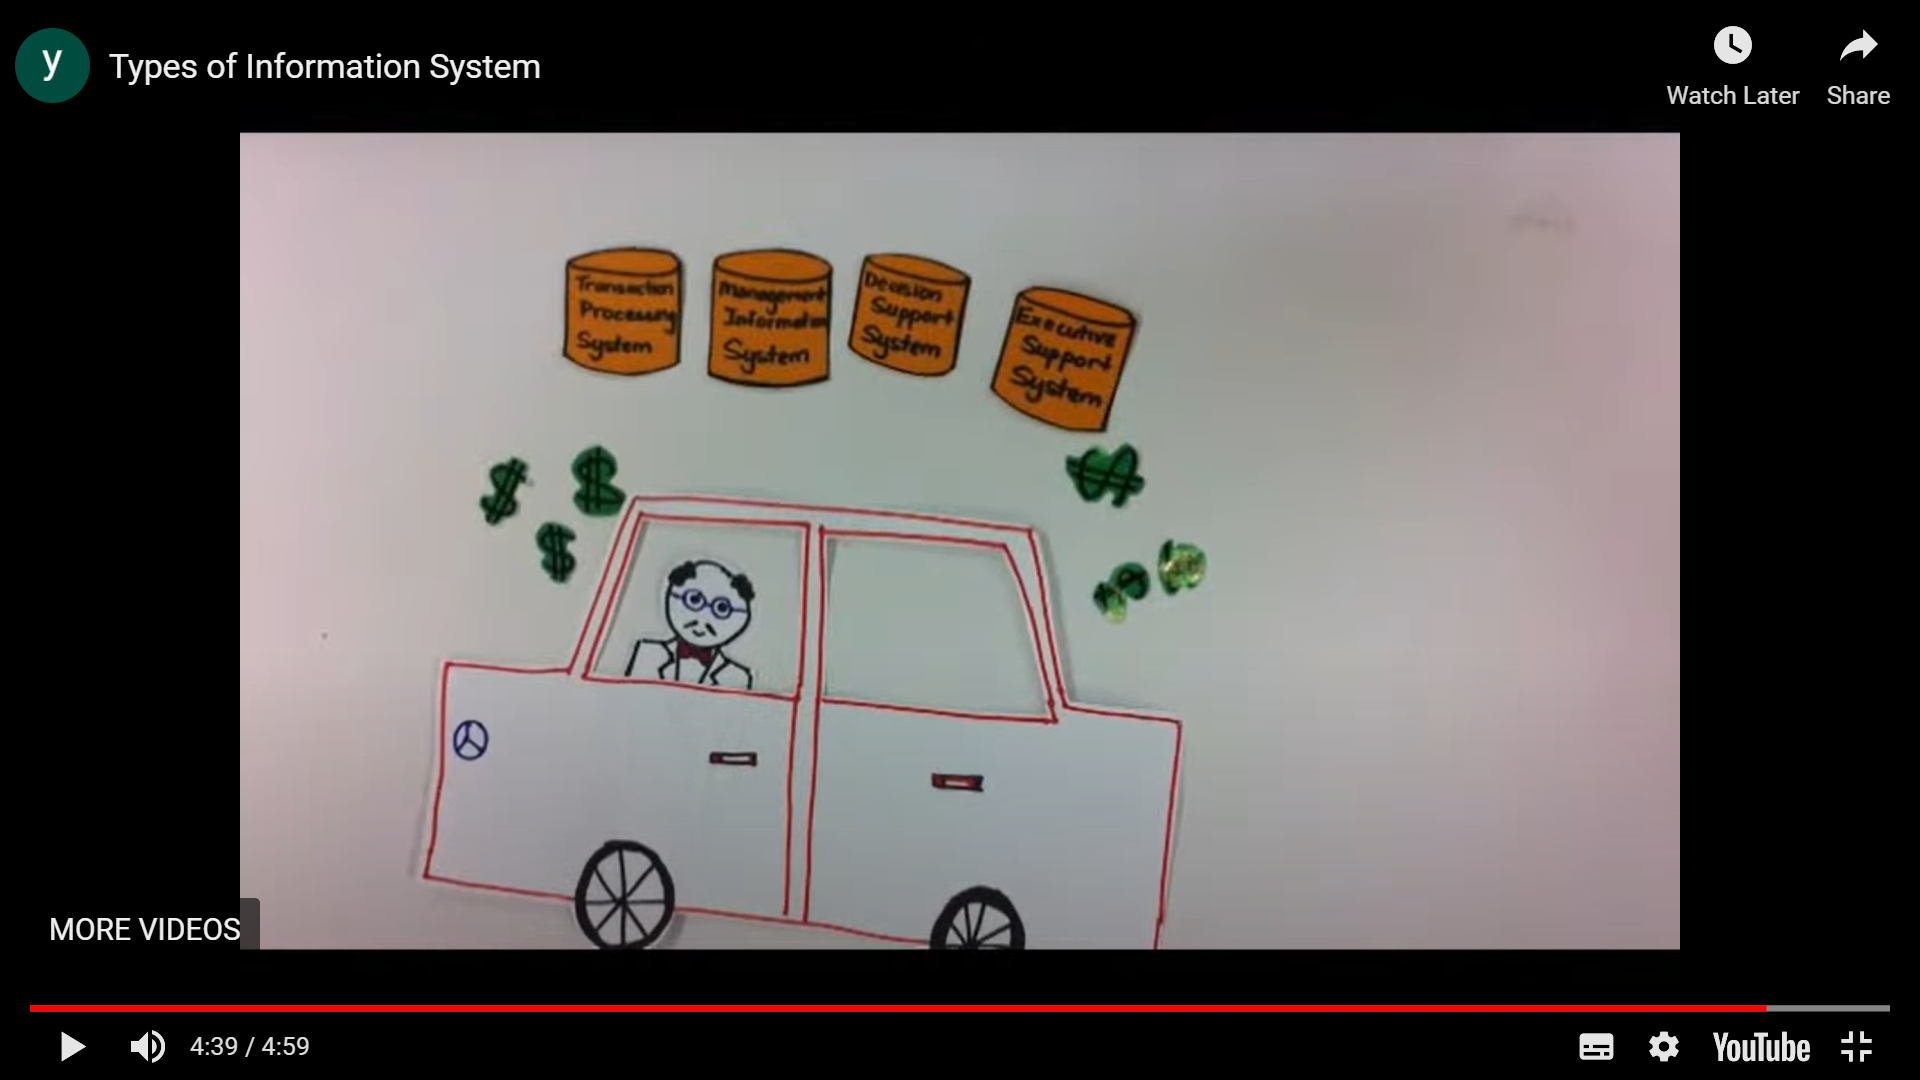 y
Types of Information System
Watch Later
Share
Transaction
Processing
System
Management
Information
System
Decision
Support
System
Executive
Support
System
$
$
$
$
MORE VIDEOS
4:39 / 4:59
YouTube